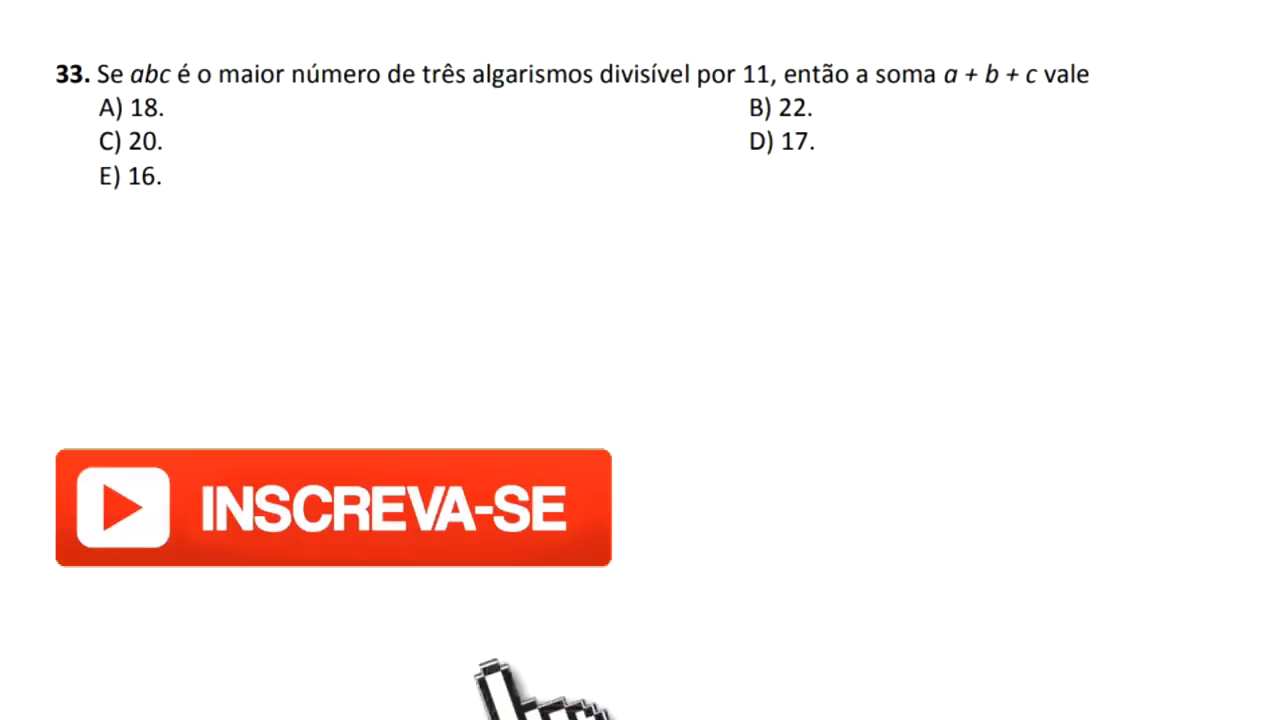 33. Se abc é o maior número de três algarismos divisível por 11, então a soma a + b + c vale
A) 18. B) 22.
C) 20. D) 17.
E) 16.
INSCREVA-SE